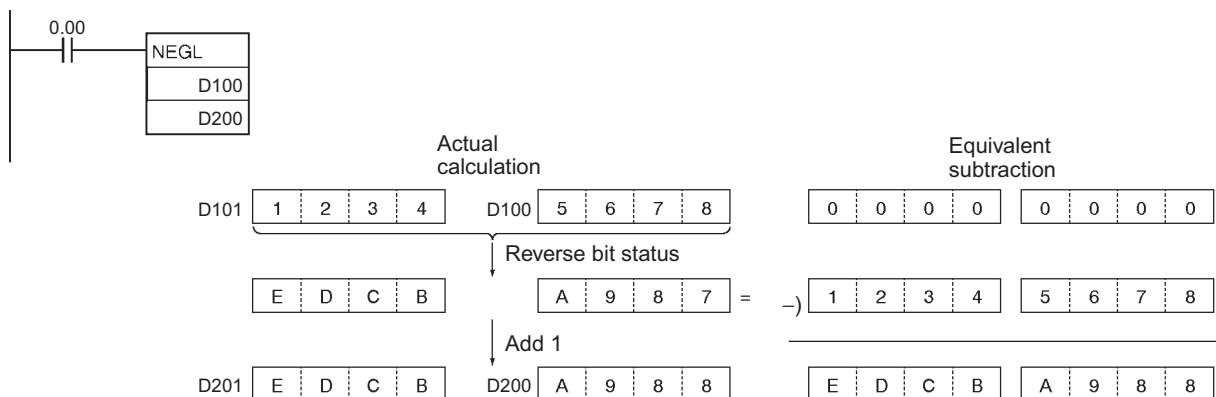 0.00
NEGL
D100
D200
Actual
calculation
Equivalent
subtraction
D101 1 2 3 4 D100 5 6 7 8 0 0 0 0 0 0 0 0
Reverse bit status
E D C B A 9 8 7 = –) 1 2 3 4 5 6 7 8
Add 1
D201 E D C B D200 A 9 8 8 E D C B A 9 8 8